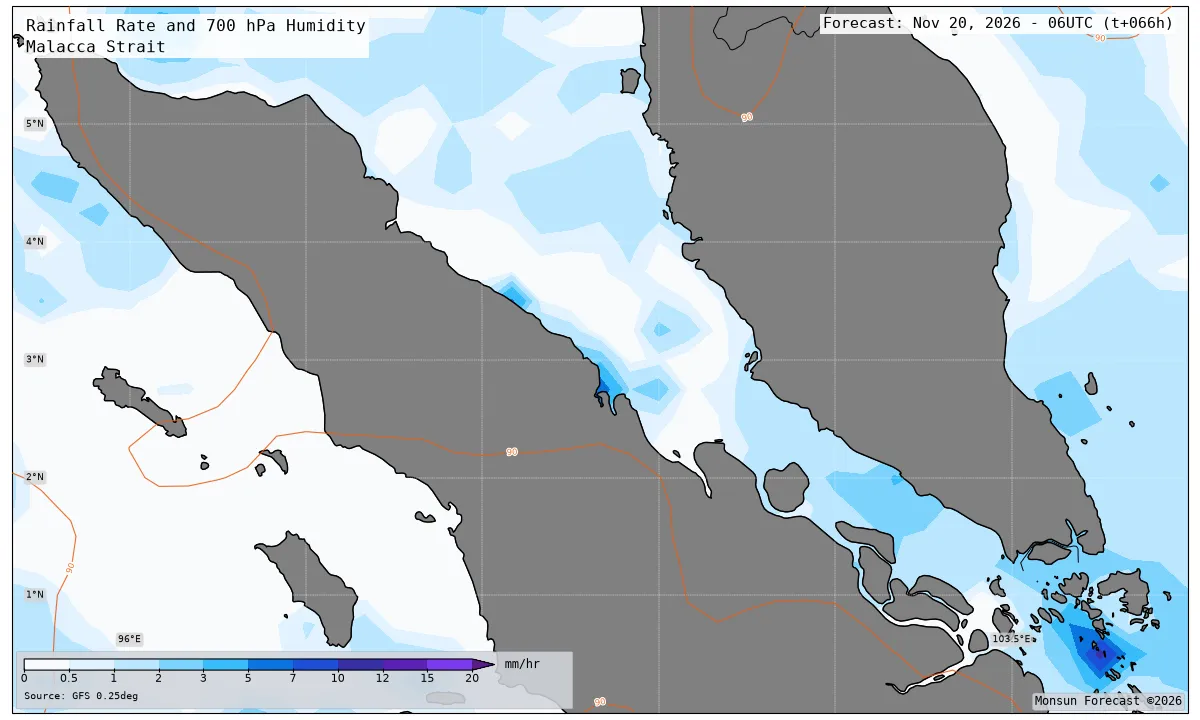 Rainfall Rate and 700 hPa Humidity
Malacca Strait
Forecast: Nov 20, 2026 - 06UTC (t+066h)
90
90
5°N
4°N
3°N
90
2°N
90
1°N
96°E
103.5°E
mm/hr
0 0.5 1 2 3 5 7 10 12 15 20
Source: GFS 0.25deg
90
Monsun Forecast ©2026